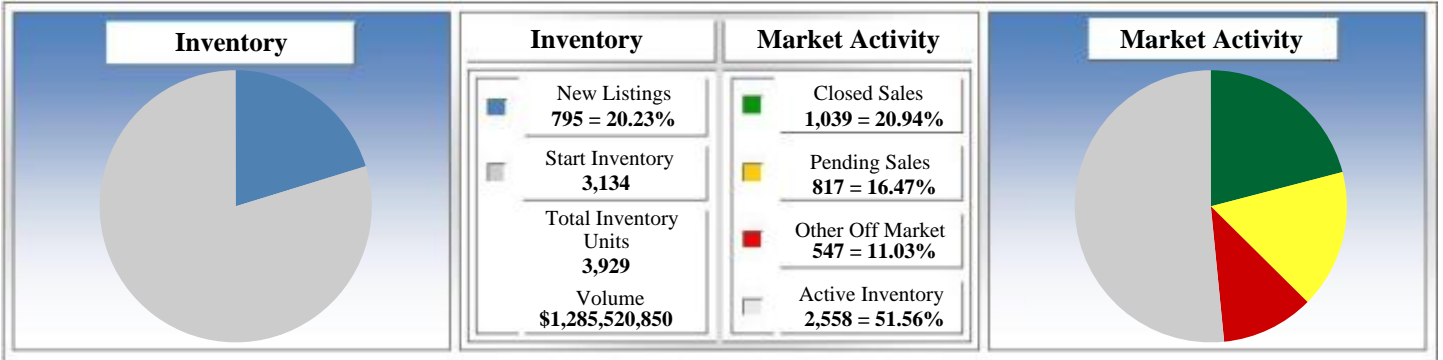 Inventory
Inventory
Market Activity
Market Activity
New Listings
795 = 20.23%
Start Inventory
3,134
Total Inventory
Units
3,929
Volume
$1,285,520,850
Closed Sales
1,039 = 20.94%
Pending Sales
817 = 16.47%
Other Off Market
547 = 11.03%
Active Inventory
2,558 = 51.56%